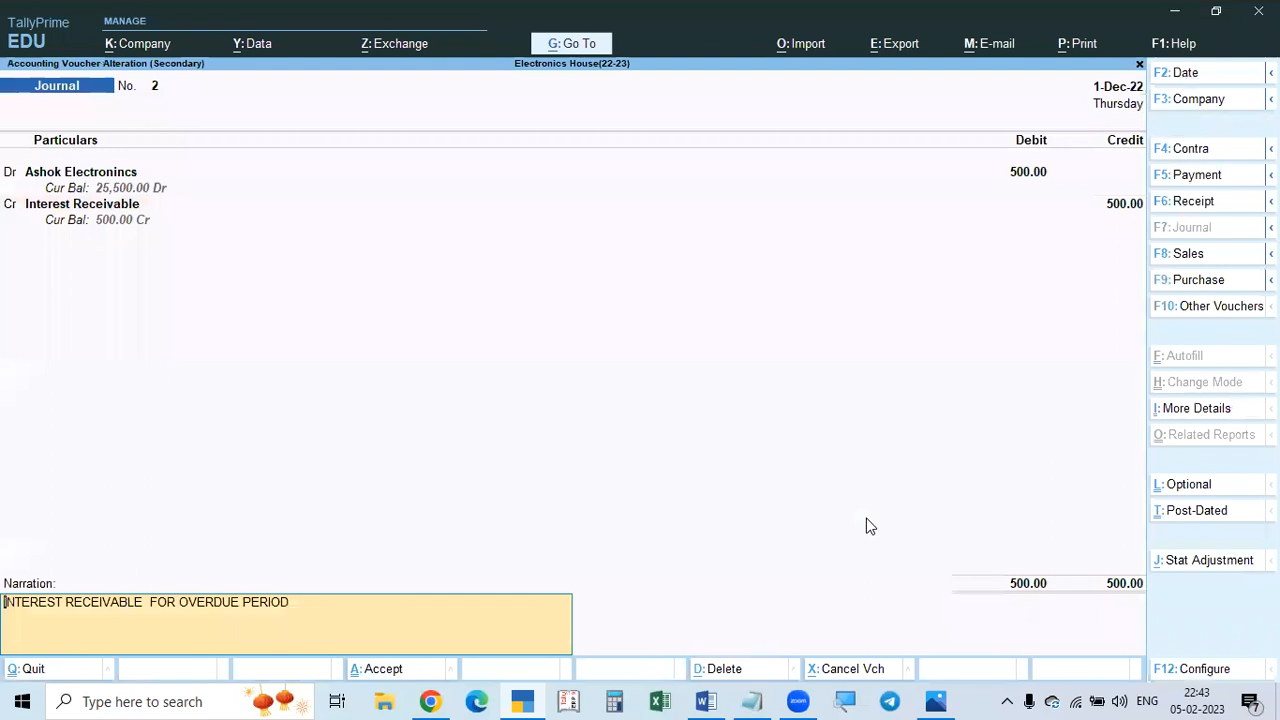 TallyPrime
EDU
MANAGE
K: Company
Y: Data
Z: Exchange
G: Go To
O: Import
E: Export
M: E-mail
P: Print
F1: Help
Accounting Voucher Alteration (Secondary)
Electronics House(22-23)
Journal No. 2
1-Dec-22
Thursday
Particulars Debit Credit
Dr Ashok Electronincs 500.00
Cur Bal: 25,500.00 Dr
Cr Interest Receivable 500.00
Cur Bal: 500.00 Cr
Narration: 500.00 500.00
INTEREST RECEIVABLE FOR OVERDUE PERIOD
F2: Date
F3: Company
F4: Contra
F5: Payment
F6: Receipt
F7: Journal
F8: Sales
F9: Purchase
F10: Other Vouchers
F: Autofill
H: Change Mode
I: More Details
O: Related Reports
L: Optional
T: Post-Dated
J: Stat Adjustment
Q: Quit
A: Accept
D: Delete
X: Cancel Vch
F12: Configure
Type here to search
zoom
ENG
22:43
05-02-2023
7